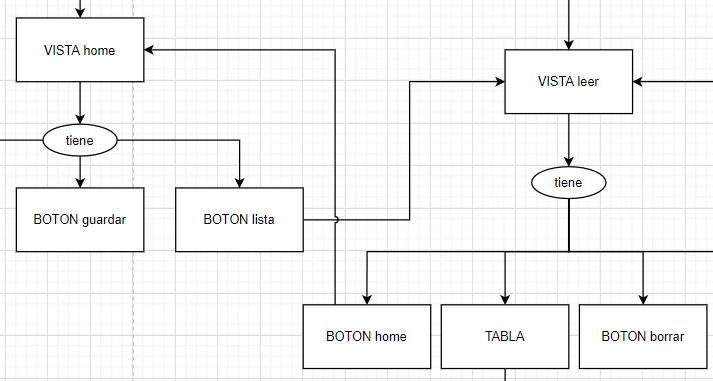 VISTA home
VISTA leer
tiene
tiene
BOTON guardar
BOTON lista
BOTON home
TABLA
BOTON borrar